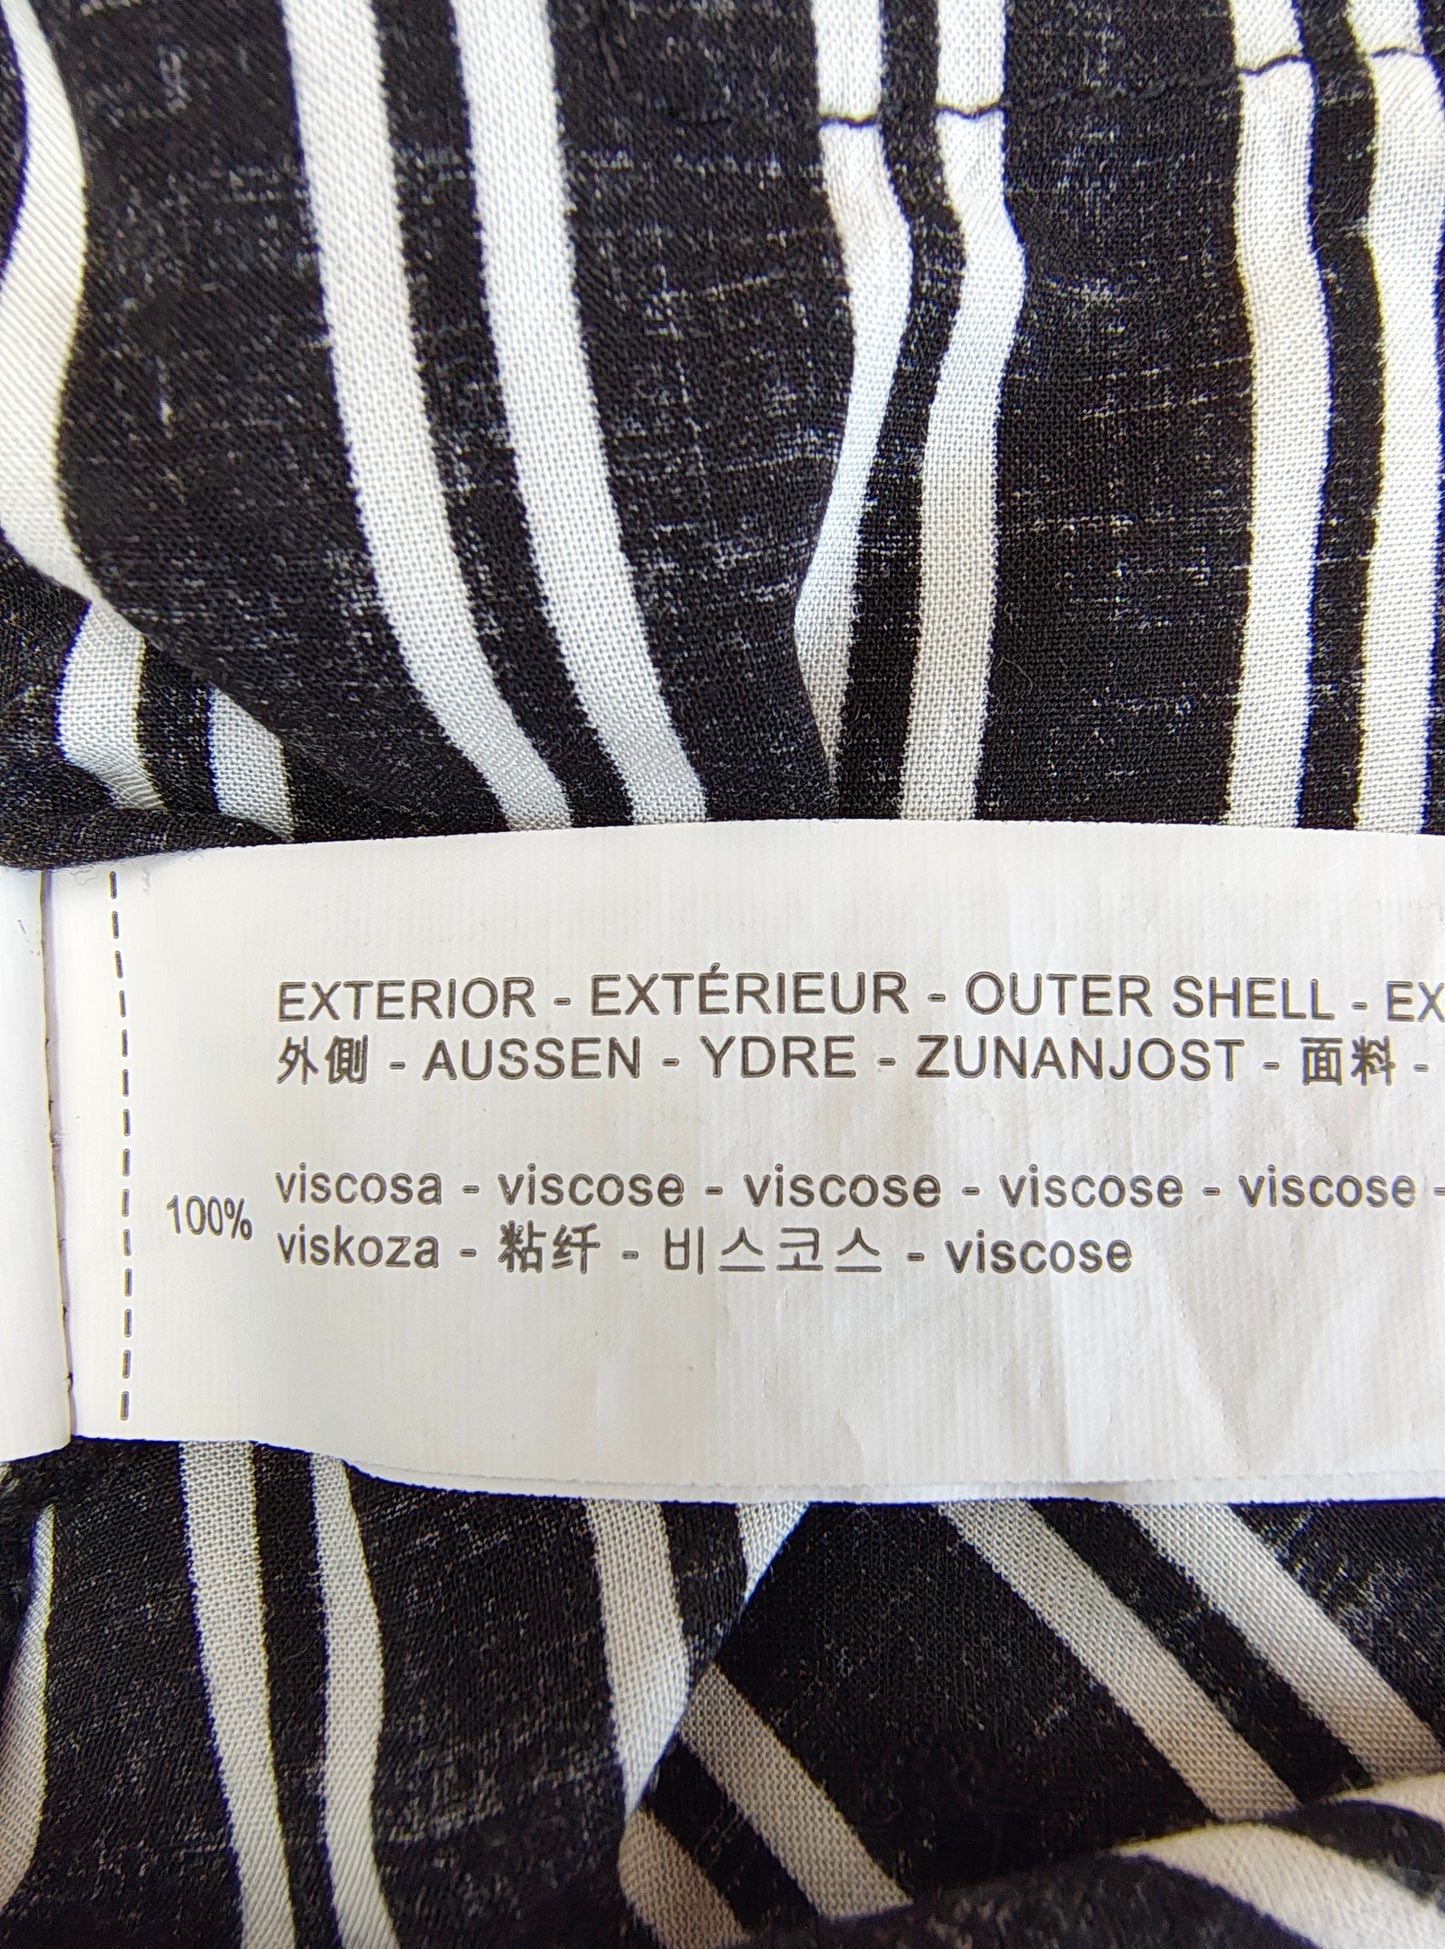 EXTERIOR - EXTÉRIEUR - OUTER SHELL - EX
外側 - AUSSEN - YDRE - ZUNANJOST - 面料 -
100%
viscosa - viscose - viscose - viscose - viscose -
viskoza - 粘纤 - 비스코스 - viscose